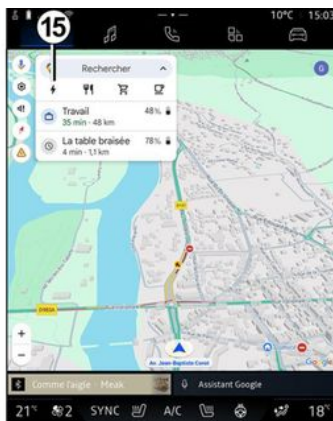 10°C 15:03
15
Rechercher
Travail 48%
35 min - 48 km
La table braisée 78%
4 min - 1,1 km
G
+
−
Av. Jean-Baptiste Canot
Comme l'aigle - Meak
Assistant Google
21° 2 SYNC A/C 18°